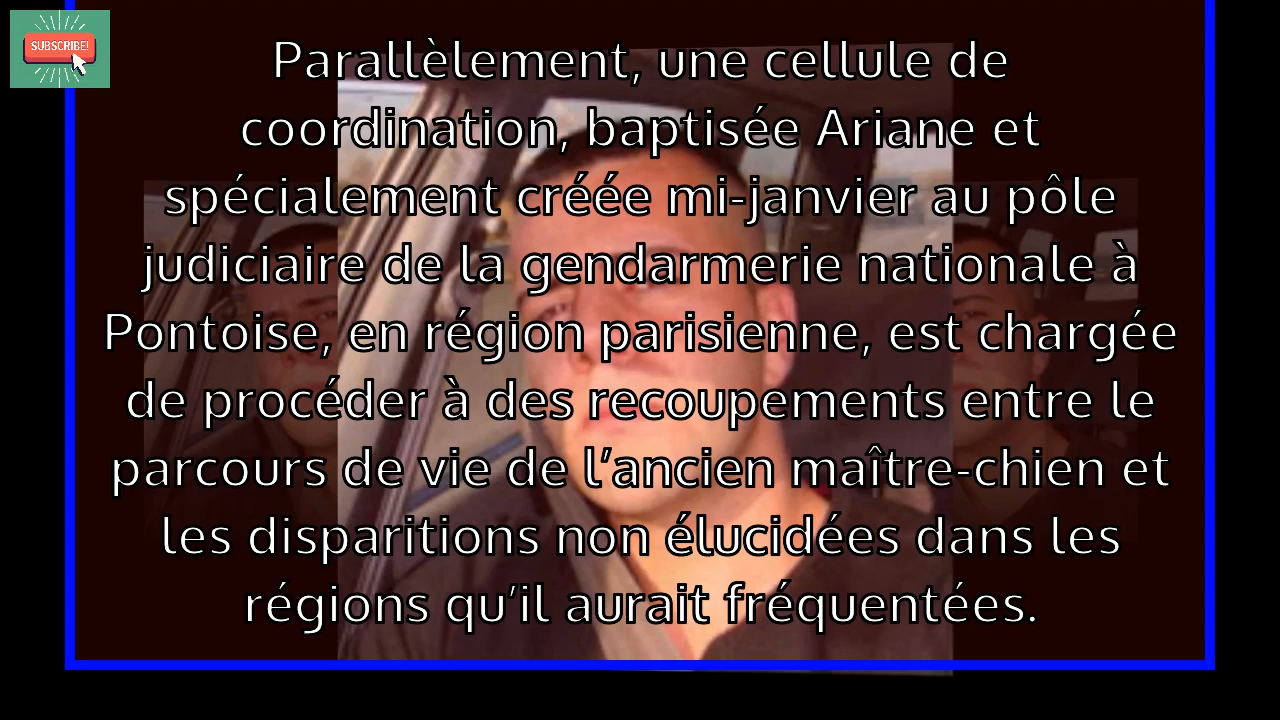 SUBSCRIBE!
Parallèlement, une cellule de
coordination, baptisée Ariane et
spécialement créée mi-janvier au pôle
judiciaire de la gendarmerie nationale à
Pontoise, en région parisienne, est chargée
de procéder à des recoupements entre le
parcours de vie de l’ancien maître-chien et
les disparitions non élucidées dans les
régions qu’il aurait fréquentées.